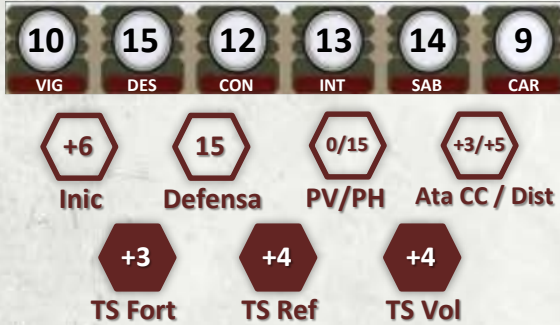 10 15 12 13 14 9
VIG DES CON INT SAB CAR
+6 15 0/15 +3/+5
Inic Defensa PV/PH Ata CC / Dist
+3 +4 +4
TS Fort TS Ref TS Vol